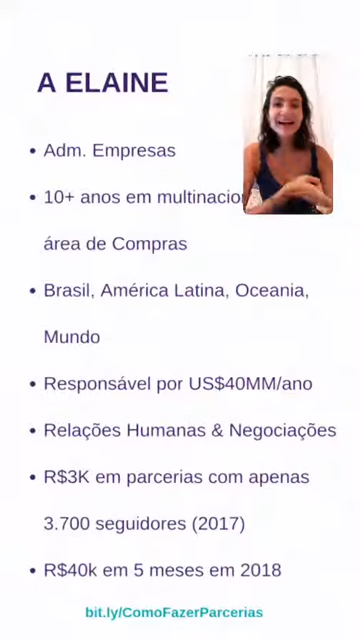 A ELAINE
• Adm. Empresas
• 10+ anos em
área de Compras
• Brasil, América Latina, Oceania,
Mundo
• Responsável por US$40MM/ano
• Relações Humanas & Negociações
• R$3K em parcerias com apenas
3.700 seguidores (2017)
• R$40k em 5 meses em 2018
bit.ly/ComoFazerParcerias